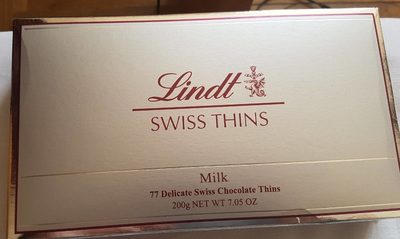 Lindt
SWISS THINS
Milk
77 Delicate Swiss Chocolate Thins
200g NET WT 7.05 OZ